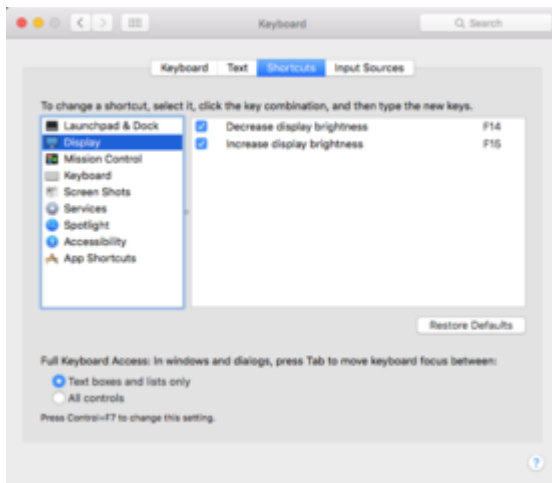 Keyboard
Search
Keyboard Text Shortcuts Input Sources
To change a shortcut, select it, click the key combination, and then type the new keys.
Launchpad & Dock
Display
Mission Control
Keyboard
Screen Shots
Services
Spotlight
Accessibility
App Shortcuts
Decrease display brightness F14
Increase display brightness F15
Restore Defaults
Full Keyboard Access: In windows and dialogs, press Tab to move keyboard focus between:
Text boxes and lists only
All controls
Press Control+F7 to change this setting.
?